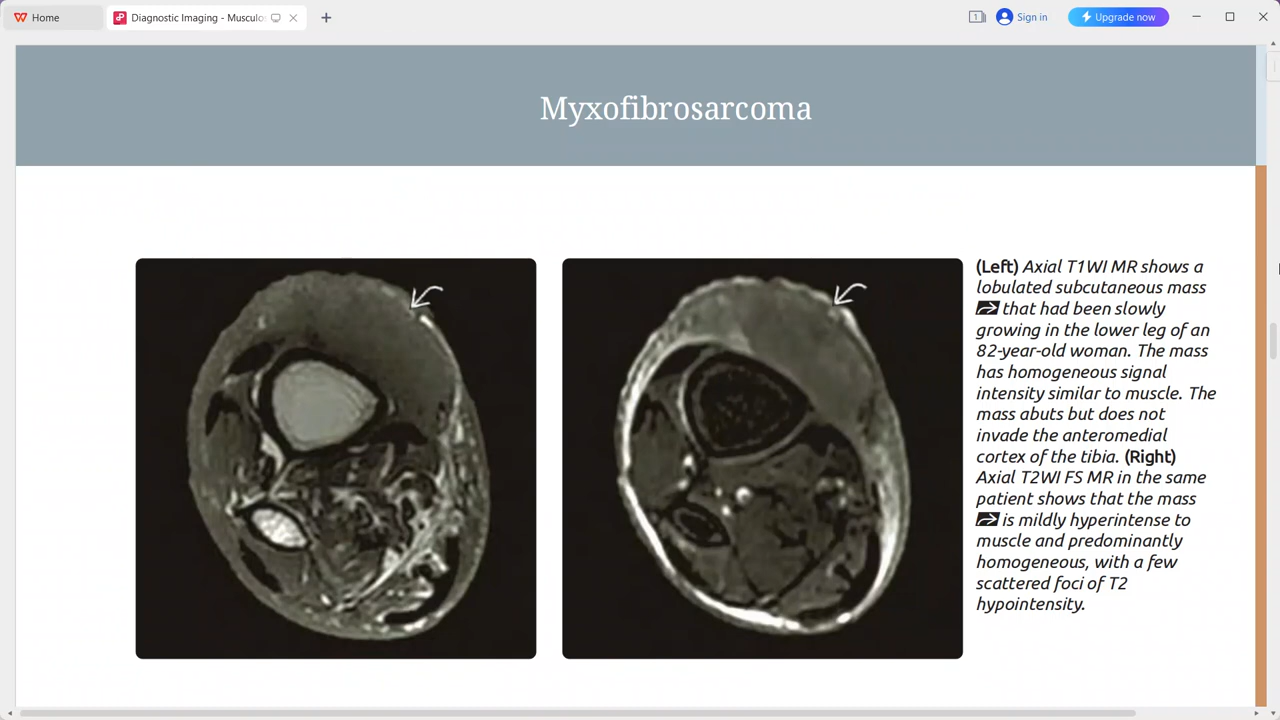 Home
Diagnostic Imaging - Musculo
1
Sign in
Upgrade now
Myxofibrosarcoma
(Left) Axial T1WI MR shows a
lobulated subcutaneous mass
that had been slowly
growing in the lower leg of an
82-year-old woman. The mass
has homogeneous signal
intensity similar to muscle. The
mass abuts but does not
invade the anteromedial
cortex of the tibia. (Right)
Axial T2WI FS MR in the same
patient shows that the mass
is mildly hyperintense to
muscle and predominantly
homogeneous, with a few
scattered foci of T2
hypointensity.